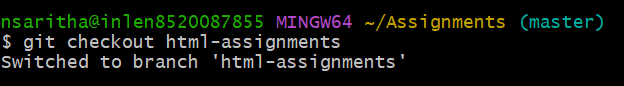 nsaritha@inlen8520087855 MINGW64 ~/Assignments (master)
$ git checkout html-assignments
Switched to branch 'html-assignments'